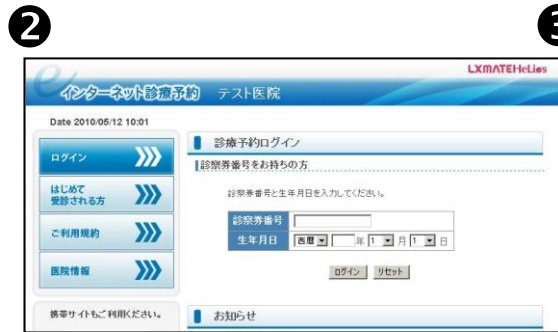 ❷
LXMATEHeLios
インターネット診療予約 テスト医院
Date 2010/05/12 10:01
ログイン
はじめて
受診される方
ご利用規約
医院情報
携帯サイトもご利用ください。
診療予約ログイン
診察券番号をお持ちの方
診察券番号と生年月日を入力してください。
診察券番号
生年月日 西暦 年 1 月 1 日
ログイン リセット
お知らせ